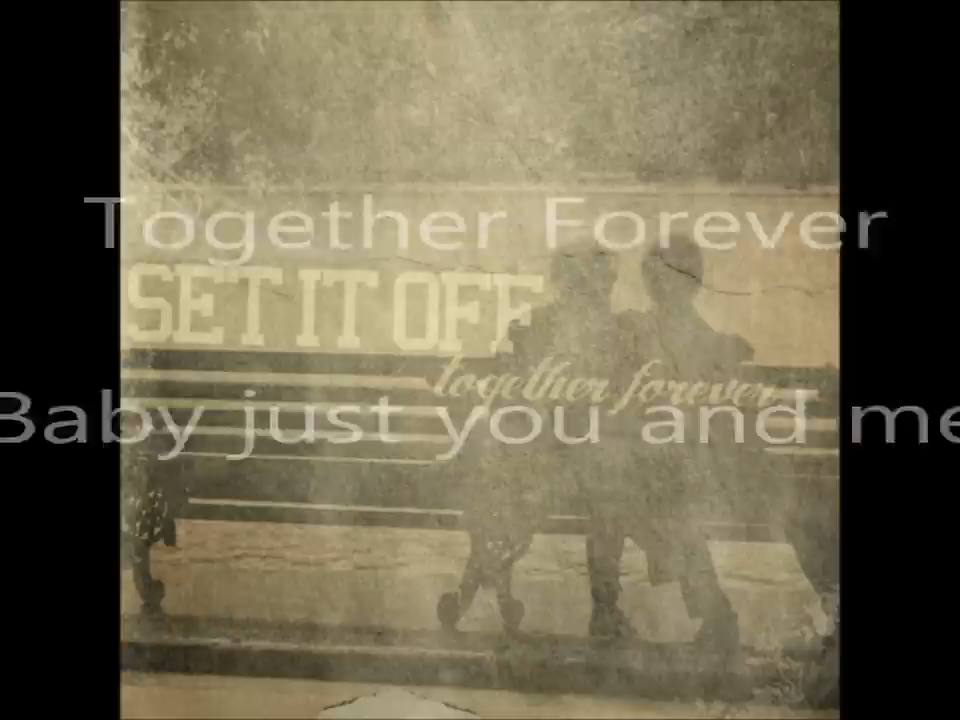 Together Forever
SET IT OFF
together forever
Baby just you and me